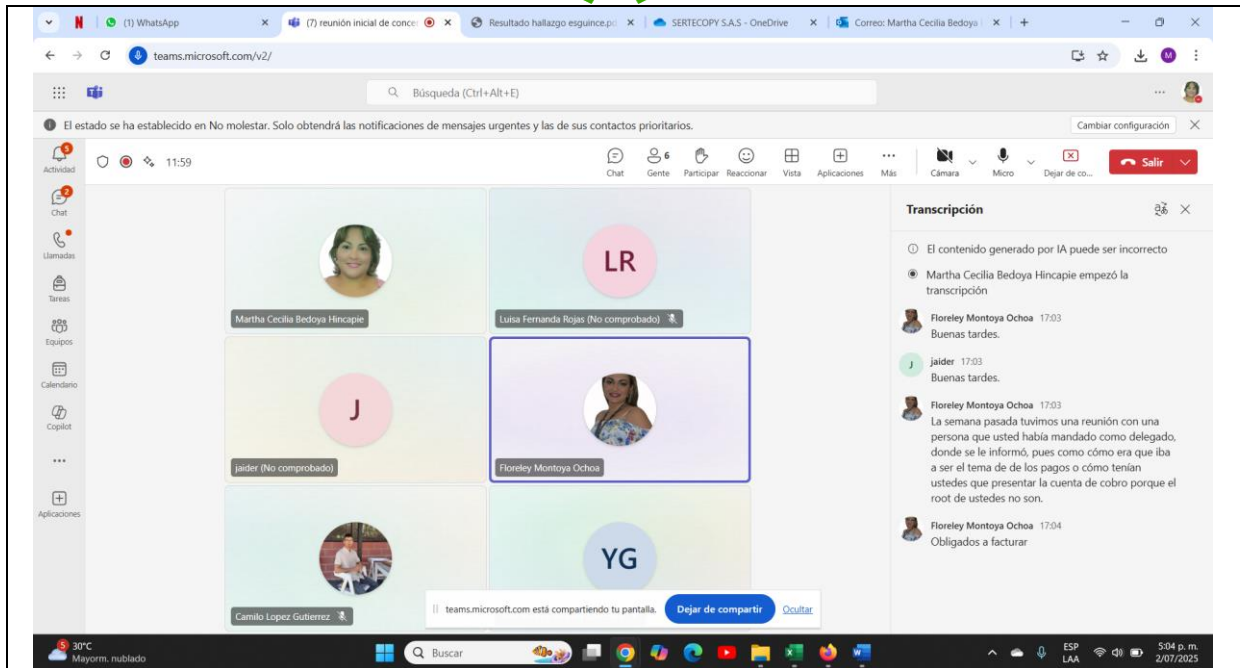 (1) WhatsApp
(7) reunión inicial de concer
Resultado hallazgo esguince.pd
SERTECOPY S.A.S - OneDrive
Correo: Martha Cecilia Bedoya
teams.microsoft.com/v2/
M
Búsqueda (Ctrl+Alt+E)
El estado se ha establecido en No molestar. Solo obtendrá las notificaciones de mensajes urgentes y las de sus contactos prioritarios.
Cambiar configuración
5
Actividad
2
Chat
Llamadas
Tareas
Equipos
Calendario
Copilot
Aplicaciones
11:59
Chat
6
Gente
Participar
Reaccionar
Vista
Aplicaciones
Más
Cámara
Micro
Dejar de co...
Salir
Martha Cecilia Bedoya Hincapie
LR
Luisa Fernanda Rojas (No comprobado)
J
jaider (No comprobado)
Floreley Montoya Ochoa
Camilo Lopez Gutierrez
YG
Transcripción
El contenido generado por IA puede ser incorrecto
Martha Cecilia Bedoya Hincapie empezó la
transcripción
Floreley Montoya Ochoa 17:03
Buenas tardes.
J
jaider 17:03
Buenas tardes.
Floreley Montoya Ochoa 17:03
La semana pasada tuvimos una reunión con una
persona que usted había mandado como delegado,
donde se le informó, pues como cómo era que iba
a ser el tema de de los pagos o cómo tenían
ustedes que presentar la cuenta de cobro porque el
root de ustedes no son.
Floreley Montoya Ochoa 17:04
Obligados a facturar
teams.microsoft.com está compartiendo tu pantalla.
Dejar de compartir
Ocultar
5
30°C
Mayorm. nublado
Buscar
ESP
LAA
5:04 p. m.
2/07/2025